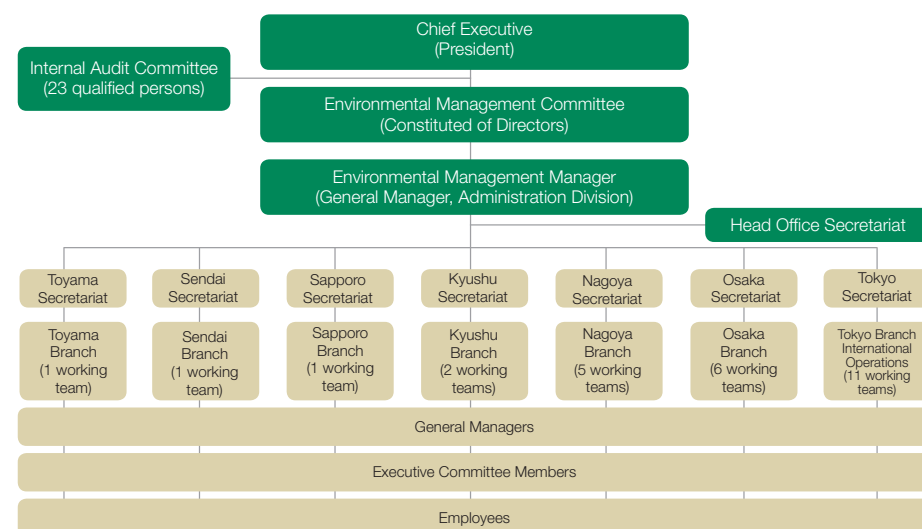 Chief Executive
(President)
Internal Audit Committee
(23 qualified persons)
Environmental Management Committee
(Constituted of Directors)
Environmental Management Manager
(General Manager, Administration Division)
Head Office Secretariat
Toyama
Secretariat
Sendai
Secretariat
Sapporo
Secretariat
Kyushu
Secretariat
Nagoya
Secretariat
Osaka
Secretariat
Tokyo
Secretariat
Toyama
Branch
(1 working
team)
Sendai
Branch
(1 working
team)
Sapporo
Branch
(1 working
team)
Kyushu
Branch
(2 working
teams)
Nagoya
Branch
(5 working
teams)
Osaka
Branch
(6 working
teams)
Tokyo Branch
International
Operations
(11 working
teams)
General Managers
Executive Committee Members
Employees